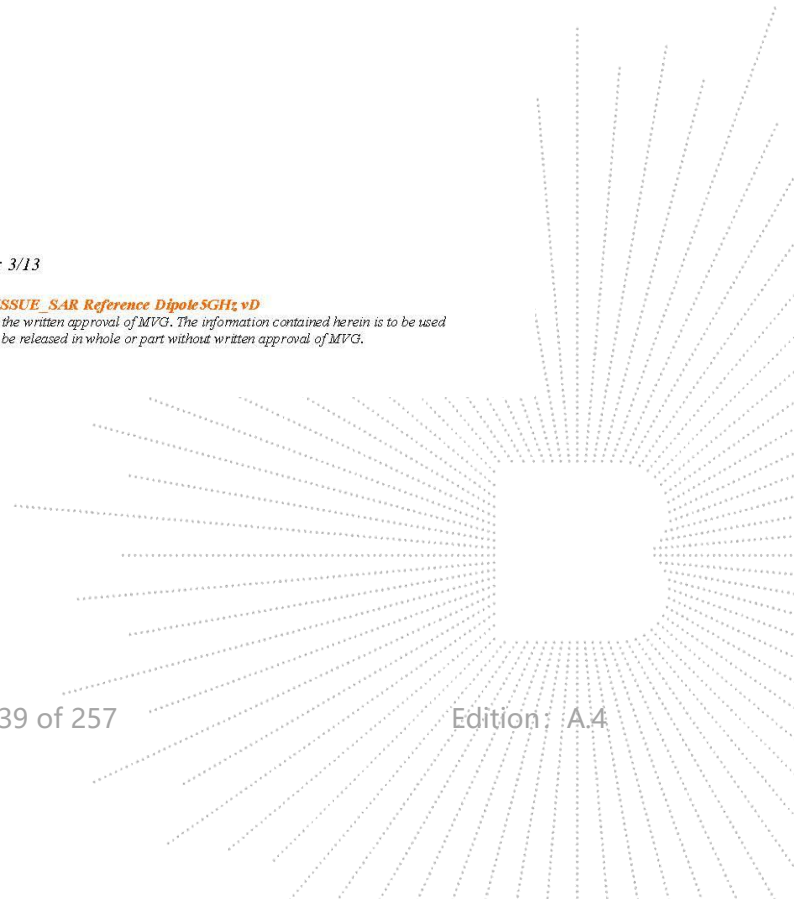 : 3/13
SSUE_SAR Reference Dipole5GHz vD
the written approval of MVG. The information contained herein is to be used
be released in whole or part without written approval of MVG.
39 of 257 Edition: A.4